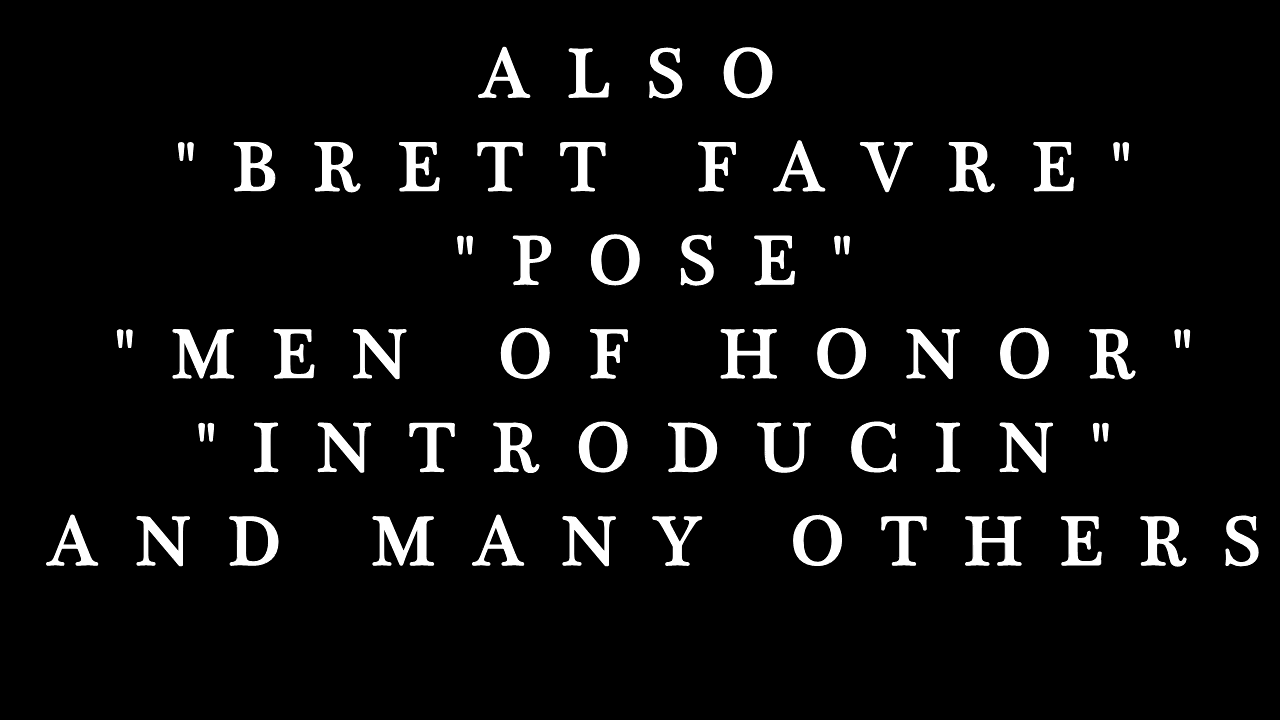 ALSO
"BRETT FAVRE"
"POSE"
"MEN OF HONOR"
"INTRODUCIN"
AND MANY OTHERS